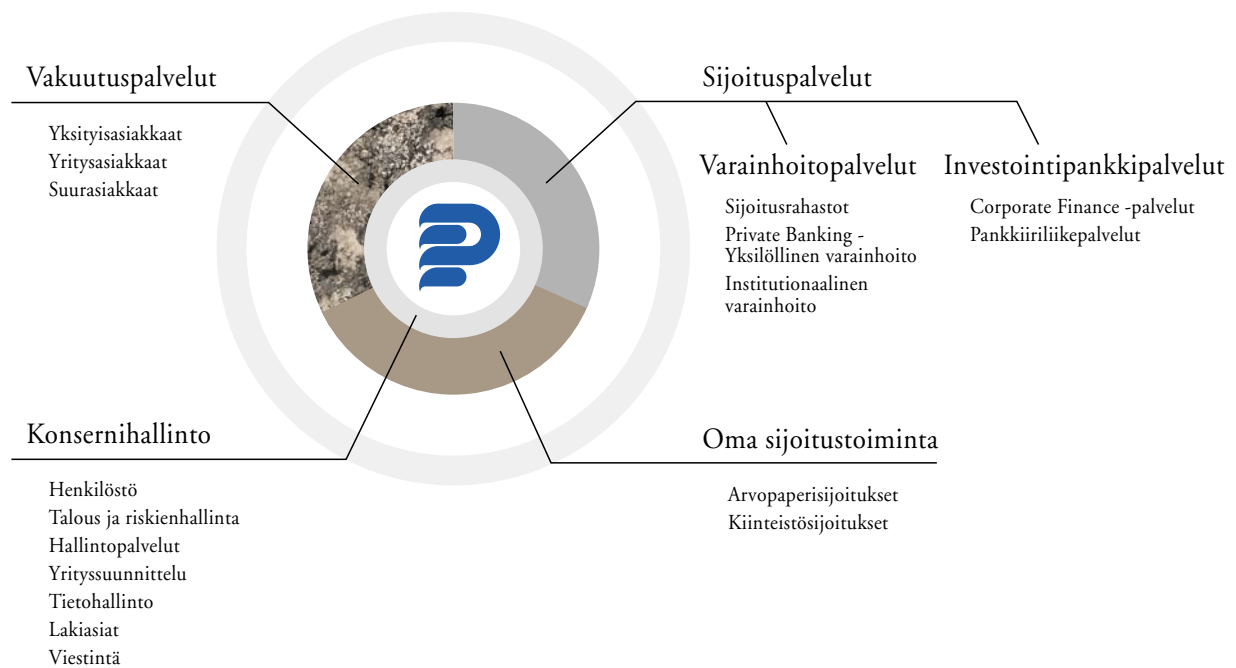 Vakuutuspalvelut
Yksityisasiakkaat
Yritysasiakkaat
Suurasiakkaat
Sijoituspalvelut
Varainhoitopalvelut
Sijoitusrahastot
Private Banking -
Yksilöllinen varainhoito
Institutionaalinen
varainhoito
Investointipankkipalvelut
Corporate Finance -palvelut
Pankkiiriliikepalvelut
Konsernihallinto
Henkilöstö
Talous ja riskienhallinta
Hallintopalvelut
Yrityssuunnittelu
Tietohallinto
Lakiasiat
Viestintä
Oma sijoitustoiminta
Arvopaperisijoitukset
Kiinteistösijoitukset